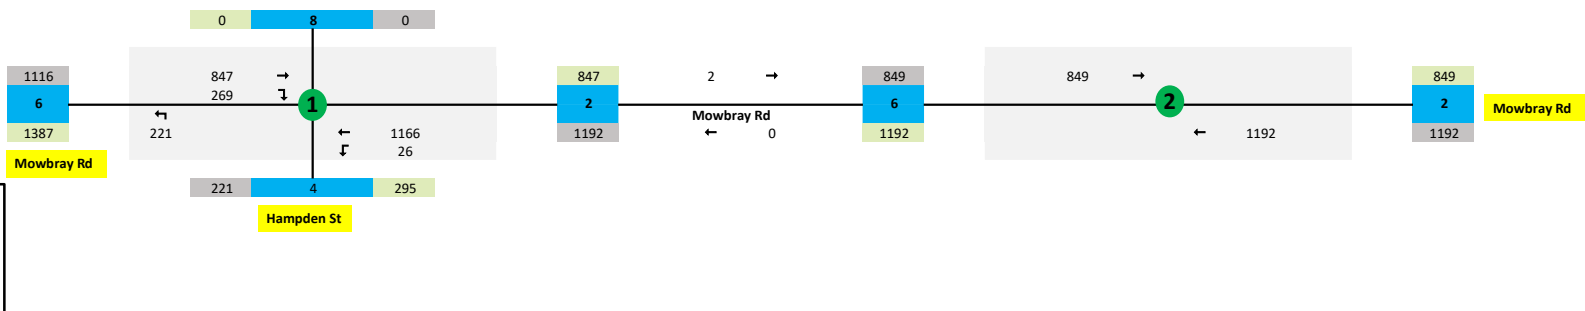 0 8 0
1116 847 → 847 2 → 849 849 → 849
269 ↴
6 1 2 6 2 2 Mowbray Rd
Mowbray Rd
1387 221 ← 1166 1192 ← 0 1192 ← 1192 1192
26
Mowbray Rd
221 4 295
Hampden St